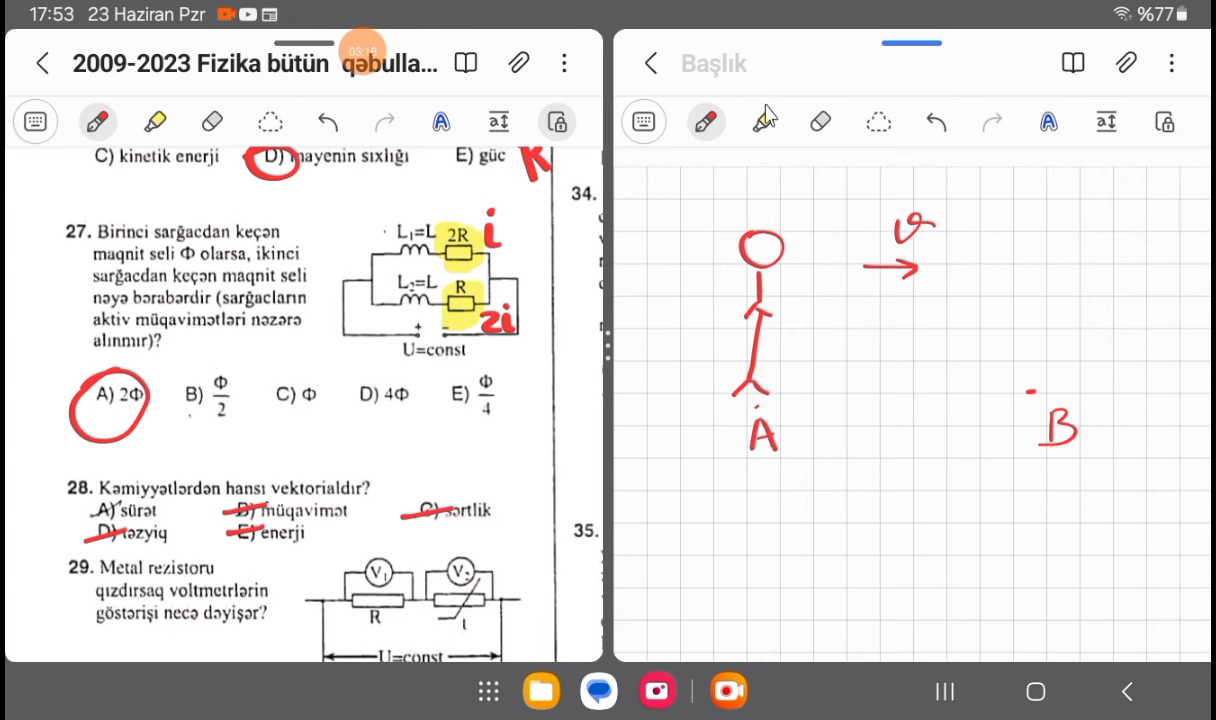 17:53 23 Haziran Pzr
%77
03:18
2009-2023 Fizika bütün qəbulla...
Başlık
C) kinetik enerji D) mayenin sıxlığı E) güc
R
34.
27. Birinci sarğacdan keçən
maqnit seli Φ olarsa, ikinci
sarğacdan keçən maqnit seli
nəyə bərabərdir (sarğacların
aktiv müqavimətləri nəzərə
alınmır)?
L₁=L 2R i
L₂=L R 2i
+ -
U=const
A) 2Φ B) Φ/2 C) Φ D) 4Φ E) Φ/4
28. Kəmiyyətlərdən hansı vektorialdır?
A) sürət B) müqavimət C) sərtlik
D) təzyiq E) enerji
35.
29. Metal rezistoru
qızdırsaq voltmetrlərin
göstərişi necə dəyişər?
V₁ V₂
R t
U=const
ϑ
A
B